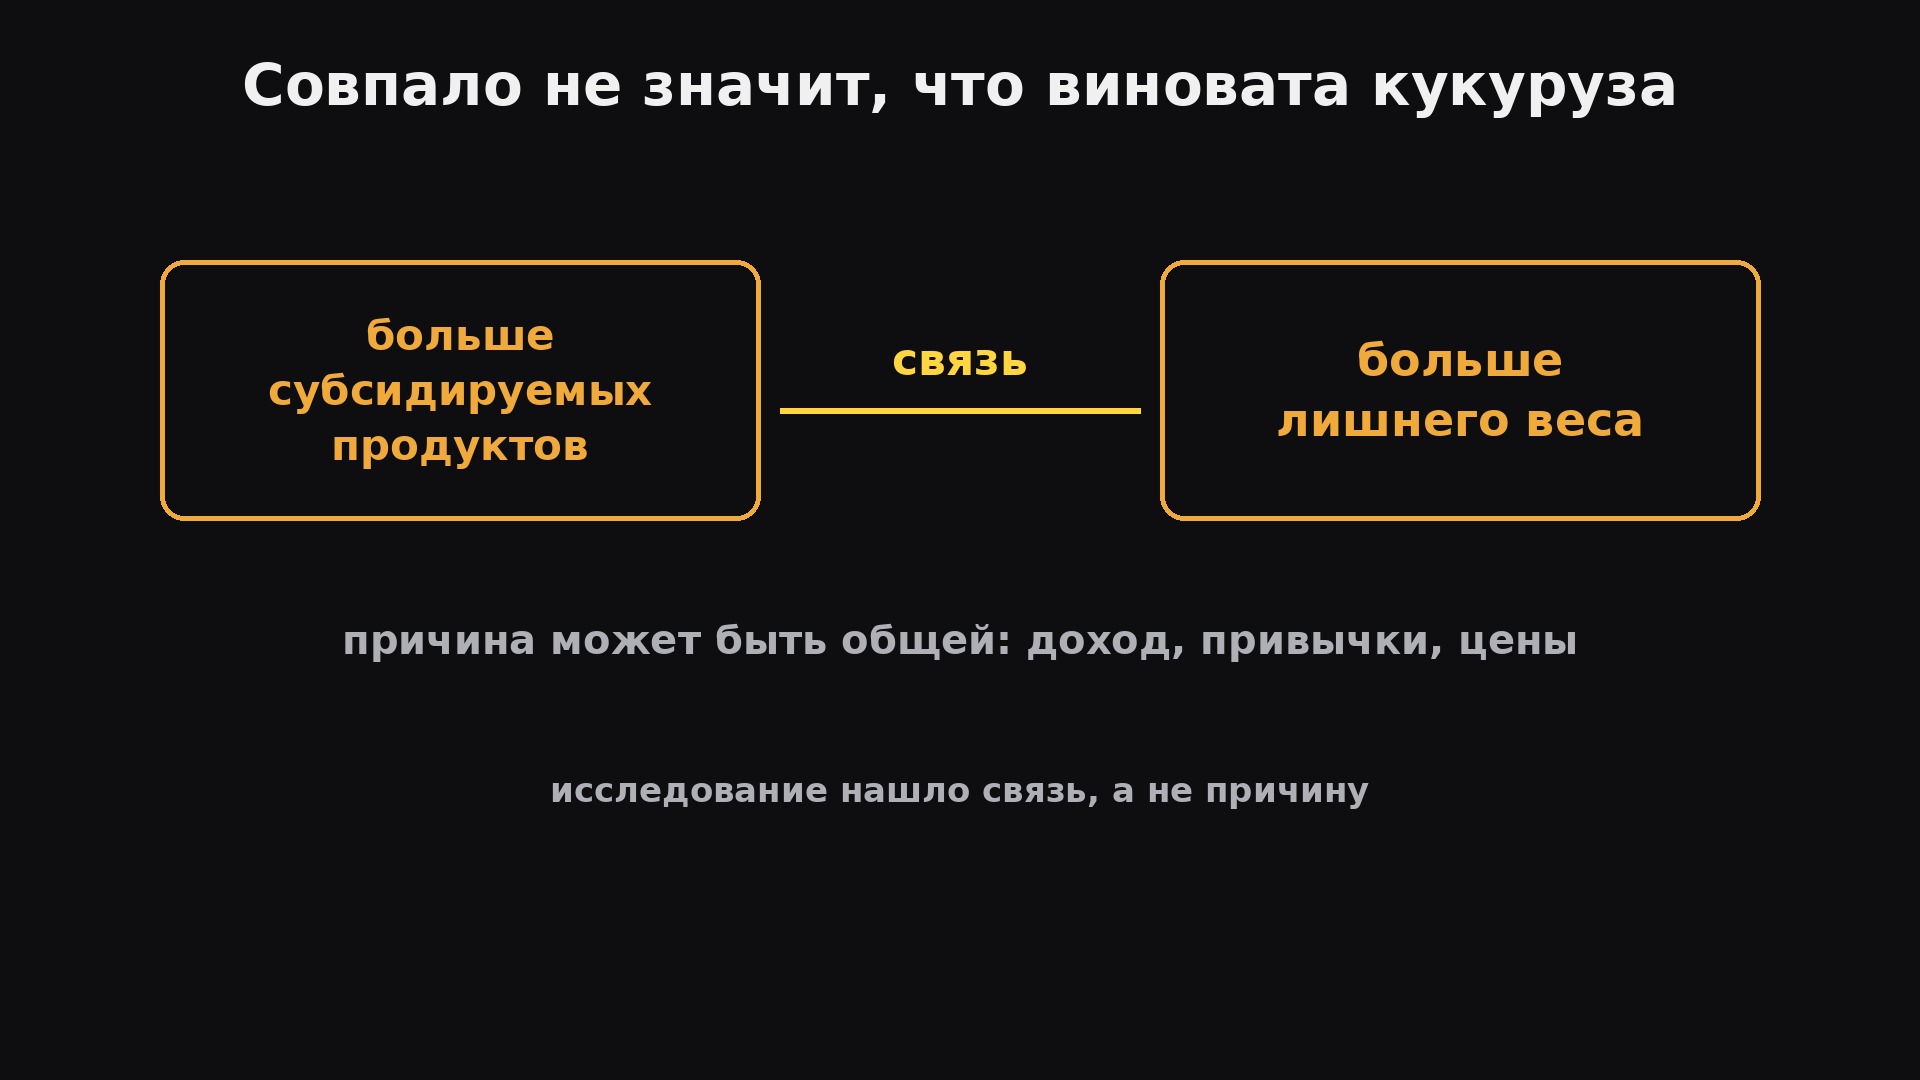 Совпало не значит, что виновата кукуруза
больше
субсидируемых
продуктов
связь
больше
лишнего веса
причина может быть общей: доход, привычки, цены
исследование нашло связь, а не причину